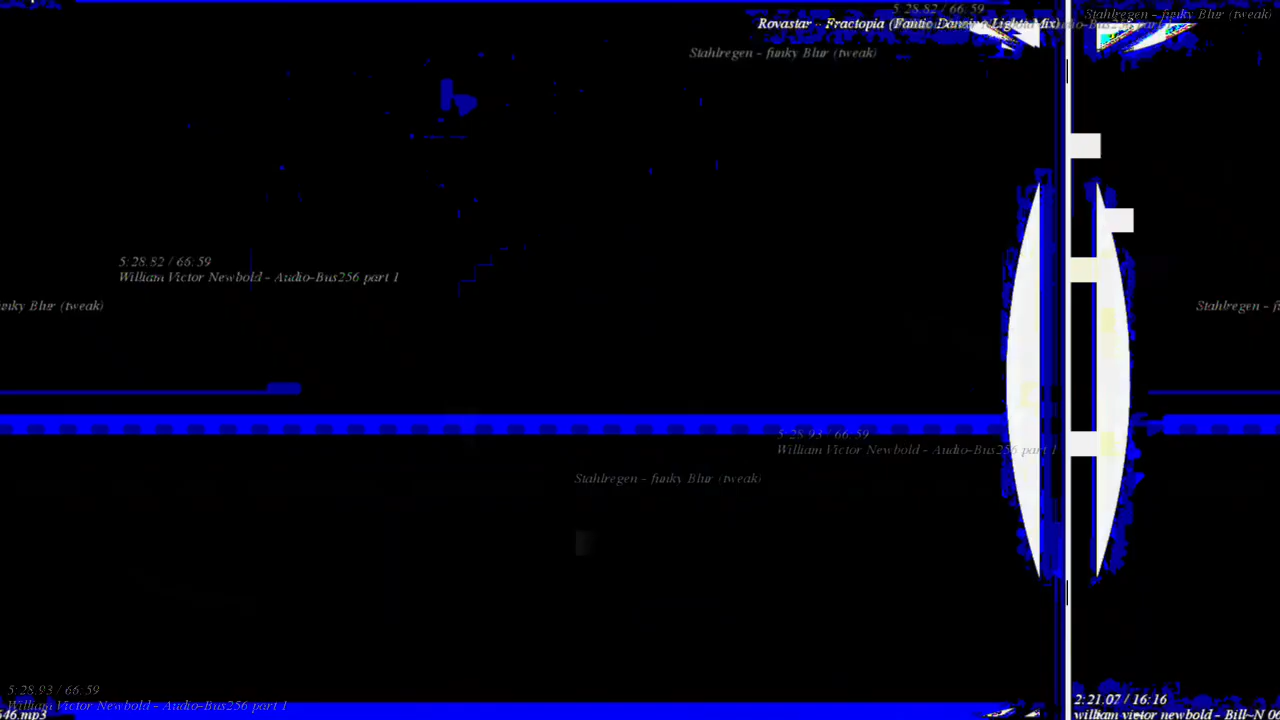 5:28.82 / 66:59
Stahlregen - funky Blur (tweak)
Rovastar - Fractopia (Fantic Dancing Lights Mix)
Stahlregen - funky Blur (tweak)
5:28.82 / 66:59
William Victor Newbold - Audio-Bus256 part 1
unky Blur (tweak)
Stahlregen - f
5:28.93 / 66:59
William Victor Newbold - Audio-Bus256 part 1
Stahlregen - funky Blur (tweak)
5:28.93 / 66:59
William Victor Newbold - Audio-Bus256 part 1
2:21.07 / 16:16
646.mp3
william victor newbold - Bill~N